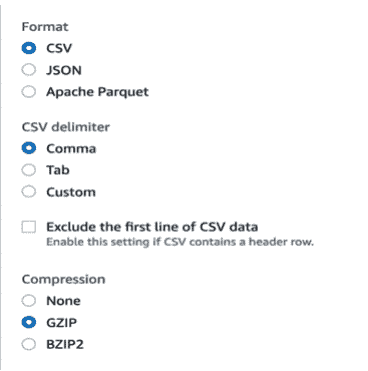 Format
CSV
JSON
Apache Parquet
CSV delimiter
Comma
Tab
Custom
Exclude the first line of CSV data
Enable this setting if CSV contains a header row.
Compression
None
GZIP
BZIP2